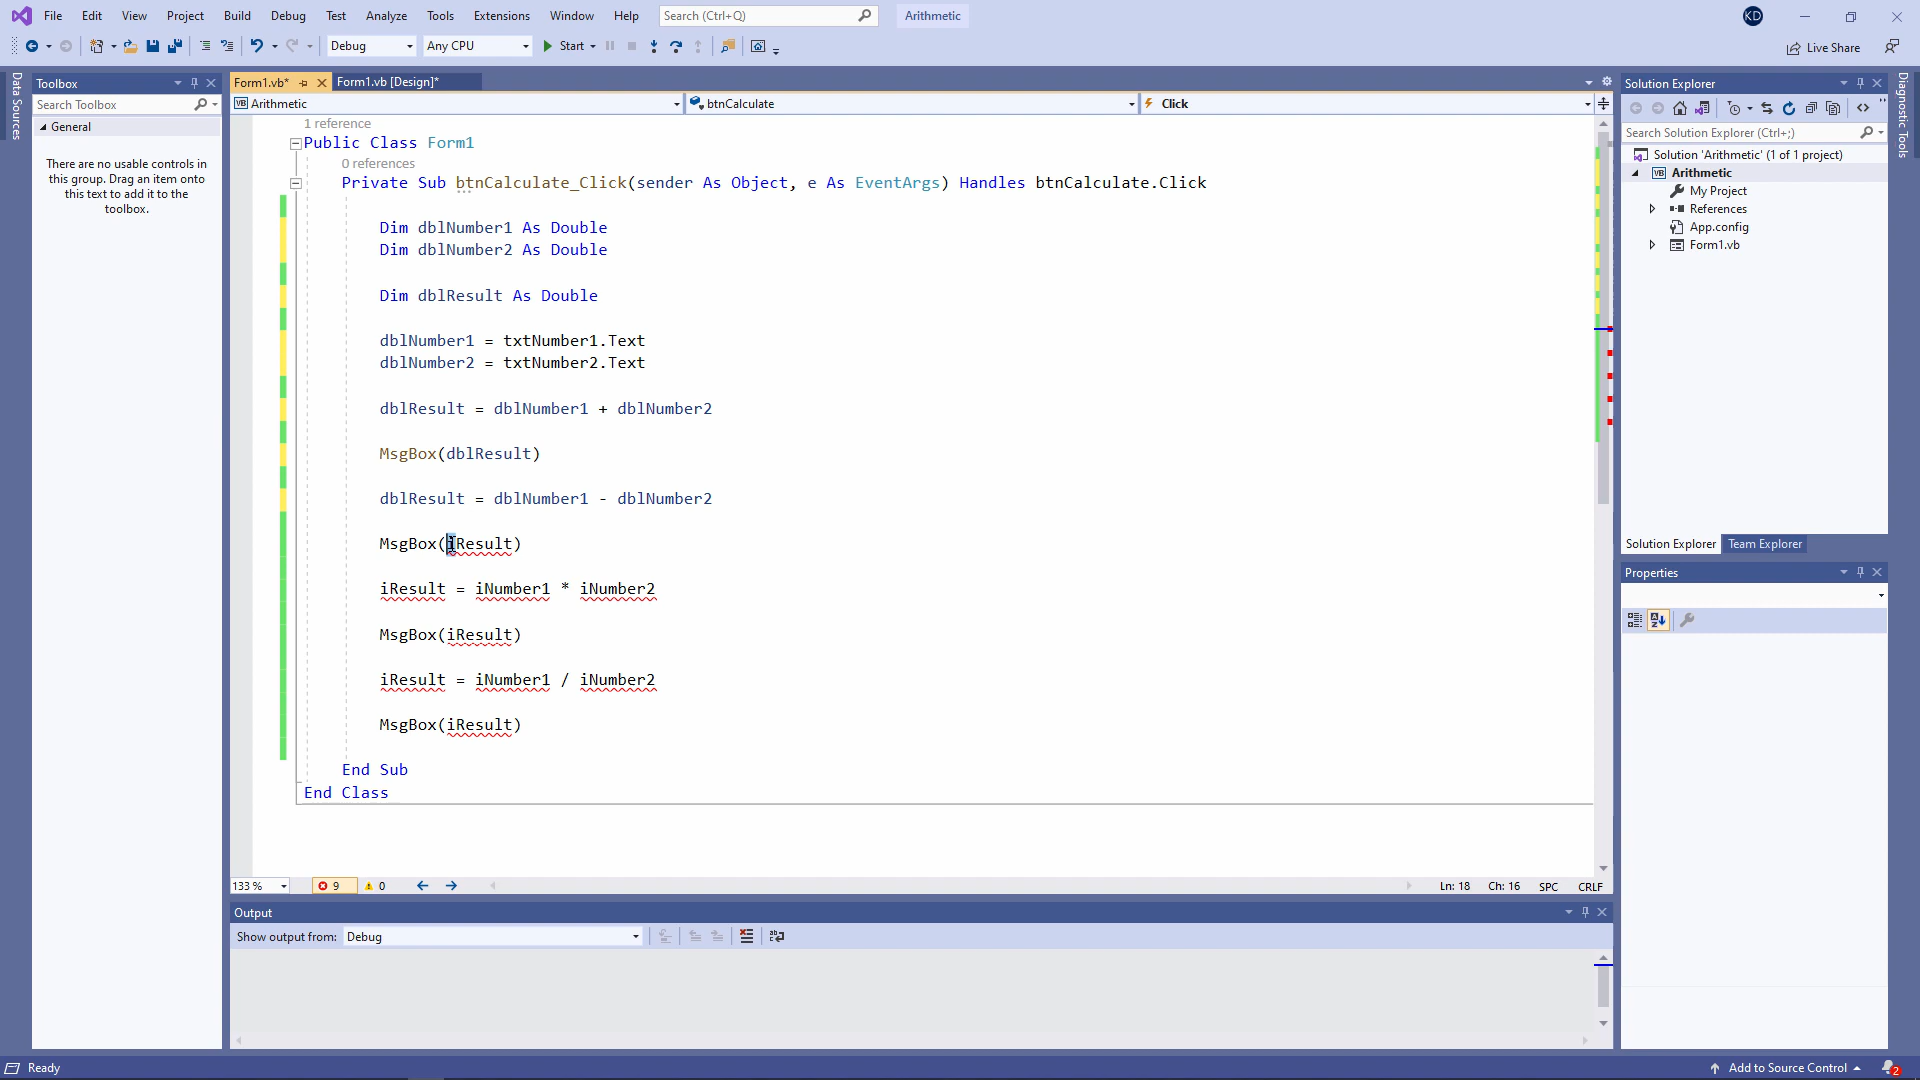 File Edit View Project Build Debug Test Analyze Tools Extensions Window Help Search (Ctrl+Q) Arithmetic KD
Debug Any CPU Start Live Share
Data Sources
Toolbox
Search Toolbox
General
There are no usable controls in
this group. Drag an item onto
this text to add it to the
toolbox.
Form1.vb* Form1.vb [Design]*
VB Arithmetic btnCalculate Click
1 reference
Public Class Form1
0 references
Private Sub btnCalculate_Click(sender As Object, e As EventArgs) Handles btnCalculate.Click
Dim dblNumber1 As Double
Dim dblNumber2 As Double
Dim dblResult As Double
dblNumber1 = txtNumber1.Text
dblNumber2 = txtNumber2.Text
dblResult = dblNumber1 + dblNumber2
MsgBox(dblResult)
dblResult = dblNumber1 - dblNumber2
MsgBox(iResult)
iResult = iNumber1 * iNumber2
MsgBox(iResult)
iResult = iNumber1 / iNumber2
MsgBox(iResult)
End Sub
End Class
133 % 9 0 Ln: 18 Ch: 16 SPC CRLF
Output
Show output from: Debug
Solution Explorer
Search Solution Explorer (Ctrl+;)
Solution 'Arithmetic' (1 of 1 project)
VB Arithmetic
My Project
References
App.config
Form1.vb
Solution Explorer Team Explorer
Properties
Diagnostic Tools
Ready Add to Source Control 2